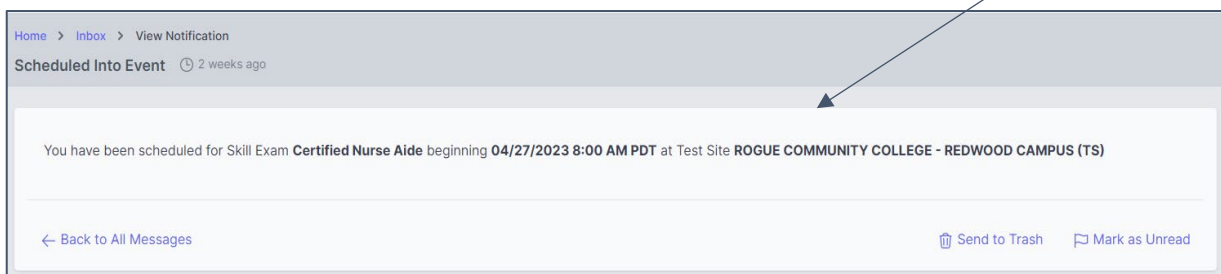 Home > Inbox > View Notification
Scheduled Into Event 2 weeks ago
You have been scheduled for Skill Exam Certified Nurse Aide beginning 04/27/2023 8:00 AM PDT at Test Site ROGUE COMMUNITY COLLEGE - REDWOOD CAMPUS (TS)
← Back to All Messages Send to Trash Mark as Unread